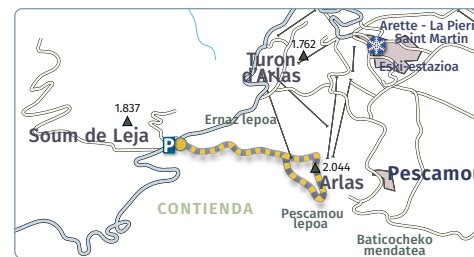 Arette - La Pier
Saint Martin
Eski-estazioa
1.762
Turon
d'Arlas
1.837
Ernaz lepoa
Soum de Leja
P
2.044
Arlas
Pescamou
CONTIENDA
Pescamou
lepoa
Baticocheko
mendatea